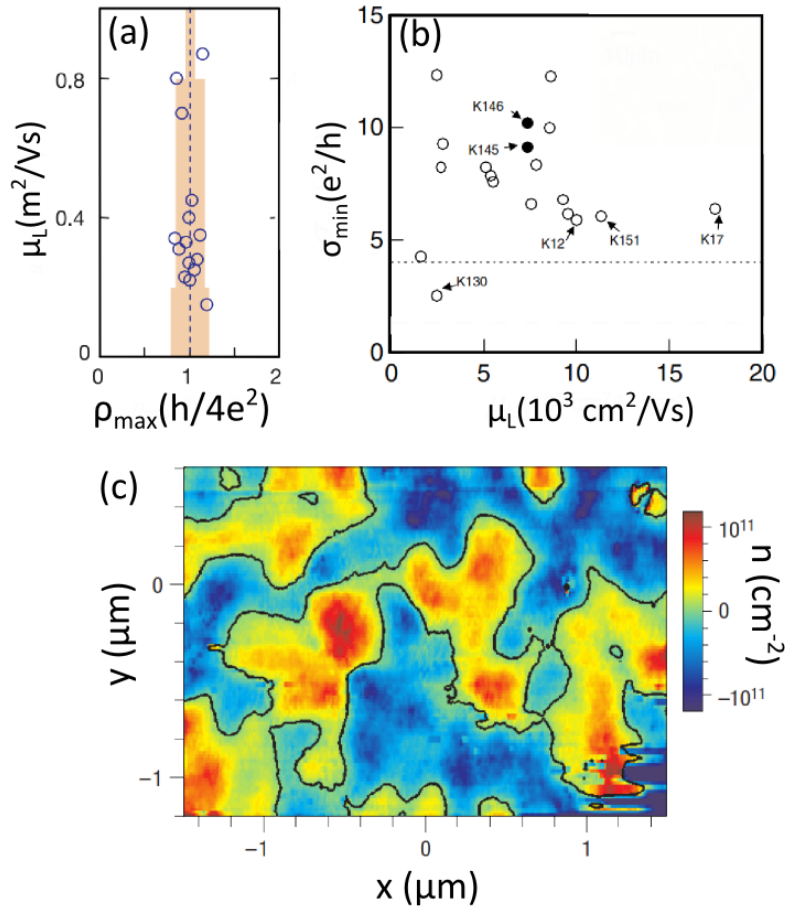 (a)
0.8
0.4
0
μL(m²/Vs)
0
1
2
ρmax(h/4e²)
(b)
15
10
5
0
σmin(e²/h)
K146
K145
K12
K151
K17
K130
5
10
15
20
μL(10³ cm²/Vs)
(c)
0
−1
y (μm)
−1
0
1
x (μm)
10¹¹
0
−10¹¹
n (cm⁻²)